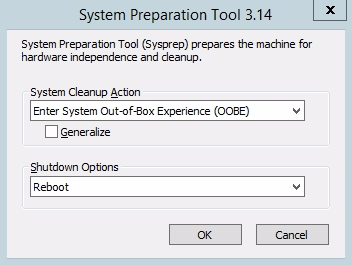 System Preparation Tool 3.14
x
System Preparation Tool (Sysprep) prepares the machine for
hardware independence and cleanup.
System Cleanup Action
Enter System Out-of-Box Experience (OOBE)
Generalize
Shutdown Options
Reboot
OK
Cancel